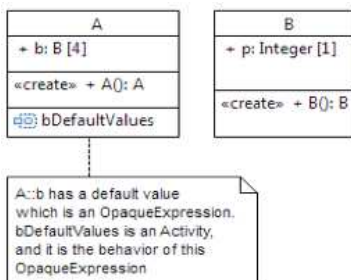 A
+ b: B [4]
«create» + A(): A
bDefaultValues
B
+ p: Integer [1]
«create» + B(): B
A::b has a default value
which is an OpaqueExpression.
bDefaultValues is an Activity,
and it is the behavior of this
OpaqueExpression